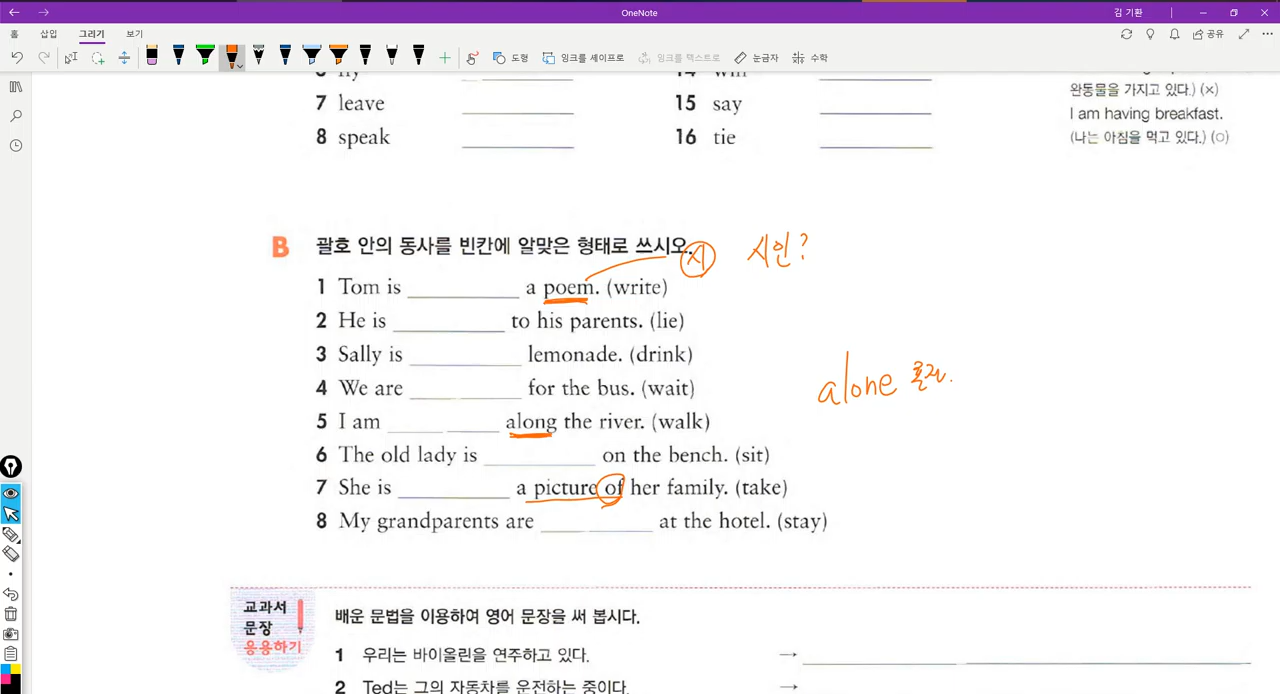 OneNote
김 기환
홈 삽입 그리기 보기
공유
도형 잉크를 셰이프로 잉크를 텍스트로 눈금자 수학
7 leave
15 say
8 speak
16 tie
완동물을 가지고 있다.) (×)
I am having breakfast.
(나는 아침을 먹고 있다.) (○)
B 괄호 안의 동사를 빈칸에 알맞은 형태로 쓰시오.
시 시인?
1 Tom is ____ a poem. (write)
2 He is ____ to his parents. (lie)
3 Sally is ____ lemonade. (drink)
4 We are ____ for the bus. (wait)
alone 혼자.
5 I am ____ along the river. (walk)
6 The old lady is ____ on the bench. (sit)
7 She is ____ a picture of her family. (take)
8 My grandparents are ____ at the hotel. (stay)
교과서
문장
응용하기
배운 문법을 이용하여 영어 문장을 써 봅시다.
1 우리는 바이올린을 연주하고 있다. →
2 Ted는 그의 자동차를 운전하는 중이다. →